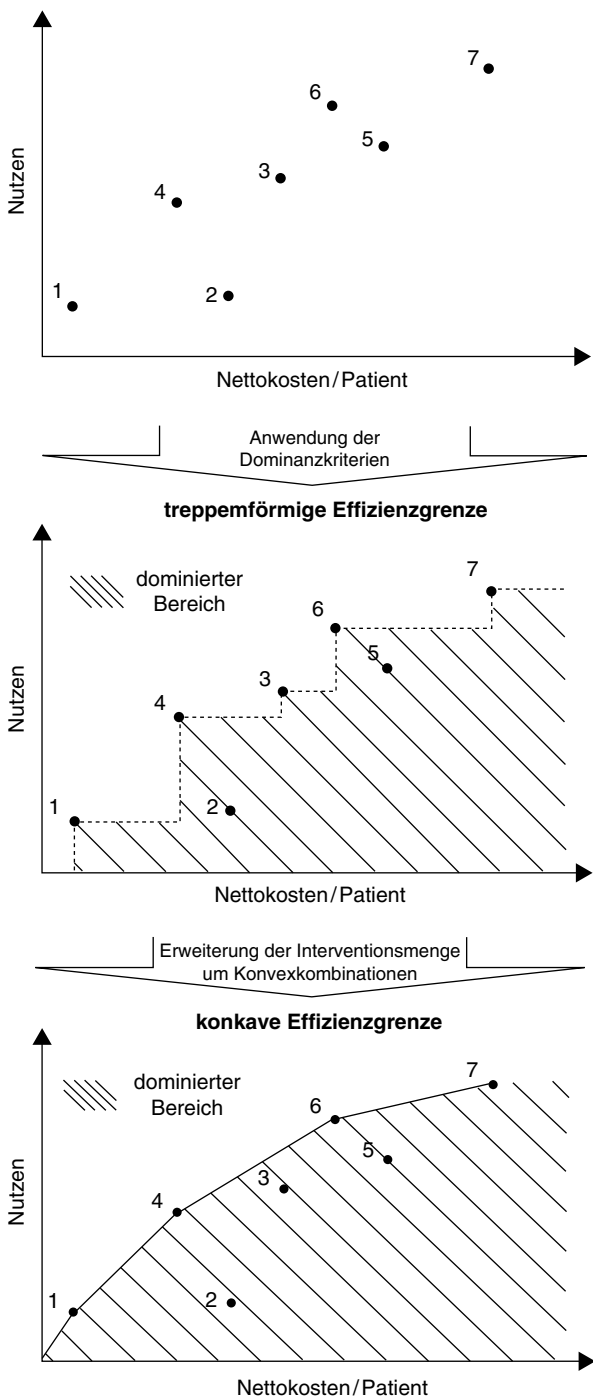 7
6
5
3
4
1
2
Nutzen
Nettokosten/Patient
Anwendung der
Dominanzkriterien
treppemförmige Effizienzgrenze
dominierter
Bereich
7
6
5
3
4
2
1
Nutzen
Nettokosten/Patient
Erweiterung der Interventionsmenge
um Konvexkombinationen
konkave Effizienzgrenze
dominierter
Bereich
7
6
5
4
3
2
1
Nutzen
Nettokosten/Patient